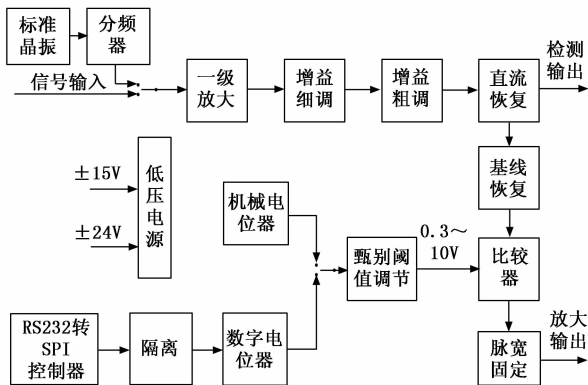 标准
晶振
分频
器
信号输入
一级
放大
增益
细调
增益
粗调
直流
恢复
检测
输出
±15V
±24V
低
压
电
源
机械电
位器
基线
恢复
甄别阈
值调节
0.3～
10V
比较
器
RS232转
SPI
控制器
隔离
数字电
位器
脉宽
固定
放大
输出